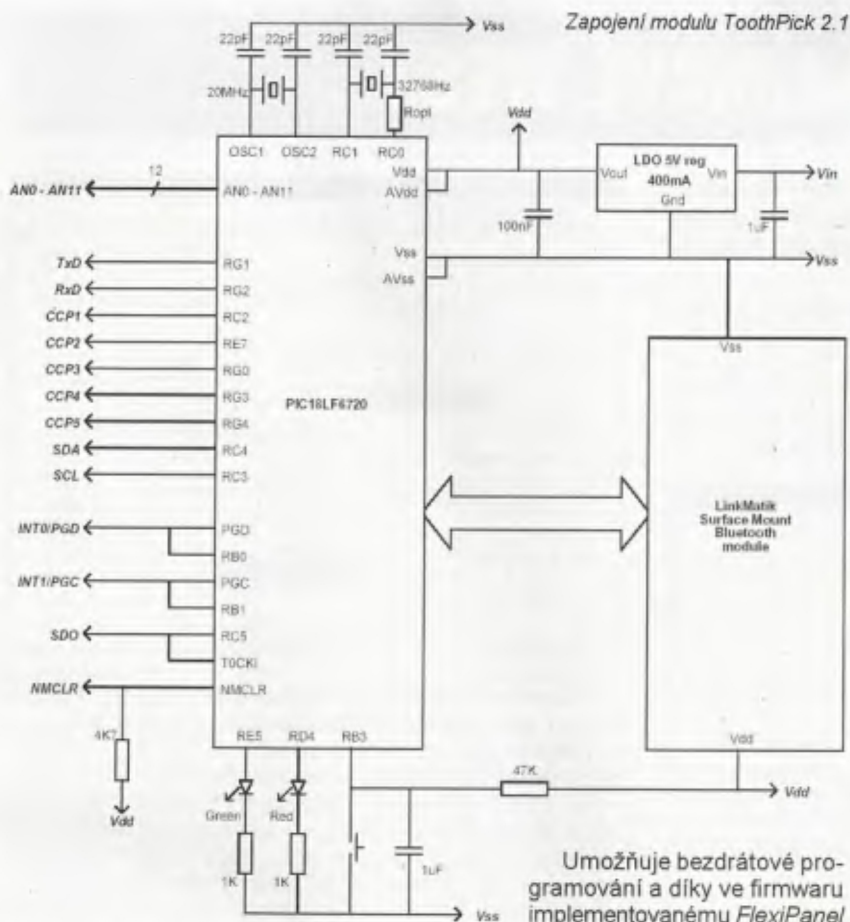 Zapojení modulu ToothPick 2.1
Vss
22pF 22pF 22pF 22pF
20MHz
32768Hz
Ropt
OSC1 OSC2 RC1 RC0
Vdd
LDO 5V reg
400mA
Vout Vin
Gnd
Vin
Vdd
AVdd
100nF
1uF
Vss
AVss
Vss
12
AN0 - AN11
AN0 - AN11
TxD RG1
RxD RG2
CCP1 RC2
CCP2 RE7
CCP3 RG0
CCP4 RG3
CCP5 RG4
SDA RC4
SCL RC3
INT0/PGD PGD
RB0
INT1/PGC PGC
RB1
SDO RC5
T0CKI
NMCLR NMCLR
PIC18LF6720
Vss
LinkMatik
Surface Mount
Bluetooth
module
Vdd
4K7
Vdd
RE5 RD4 RB3
Green Red
1K 1K
1uF
47K
Vdd
Vss
Umožňuje bezdrátové pro-
gramování a díky ve firmwaru
implementovanému FlexiPanel